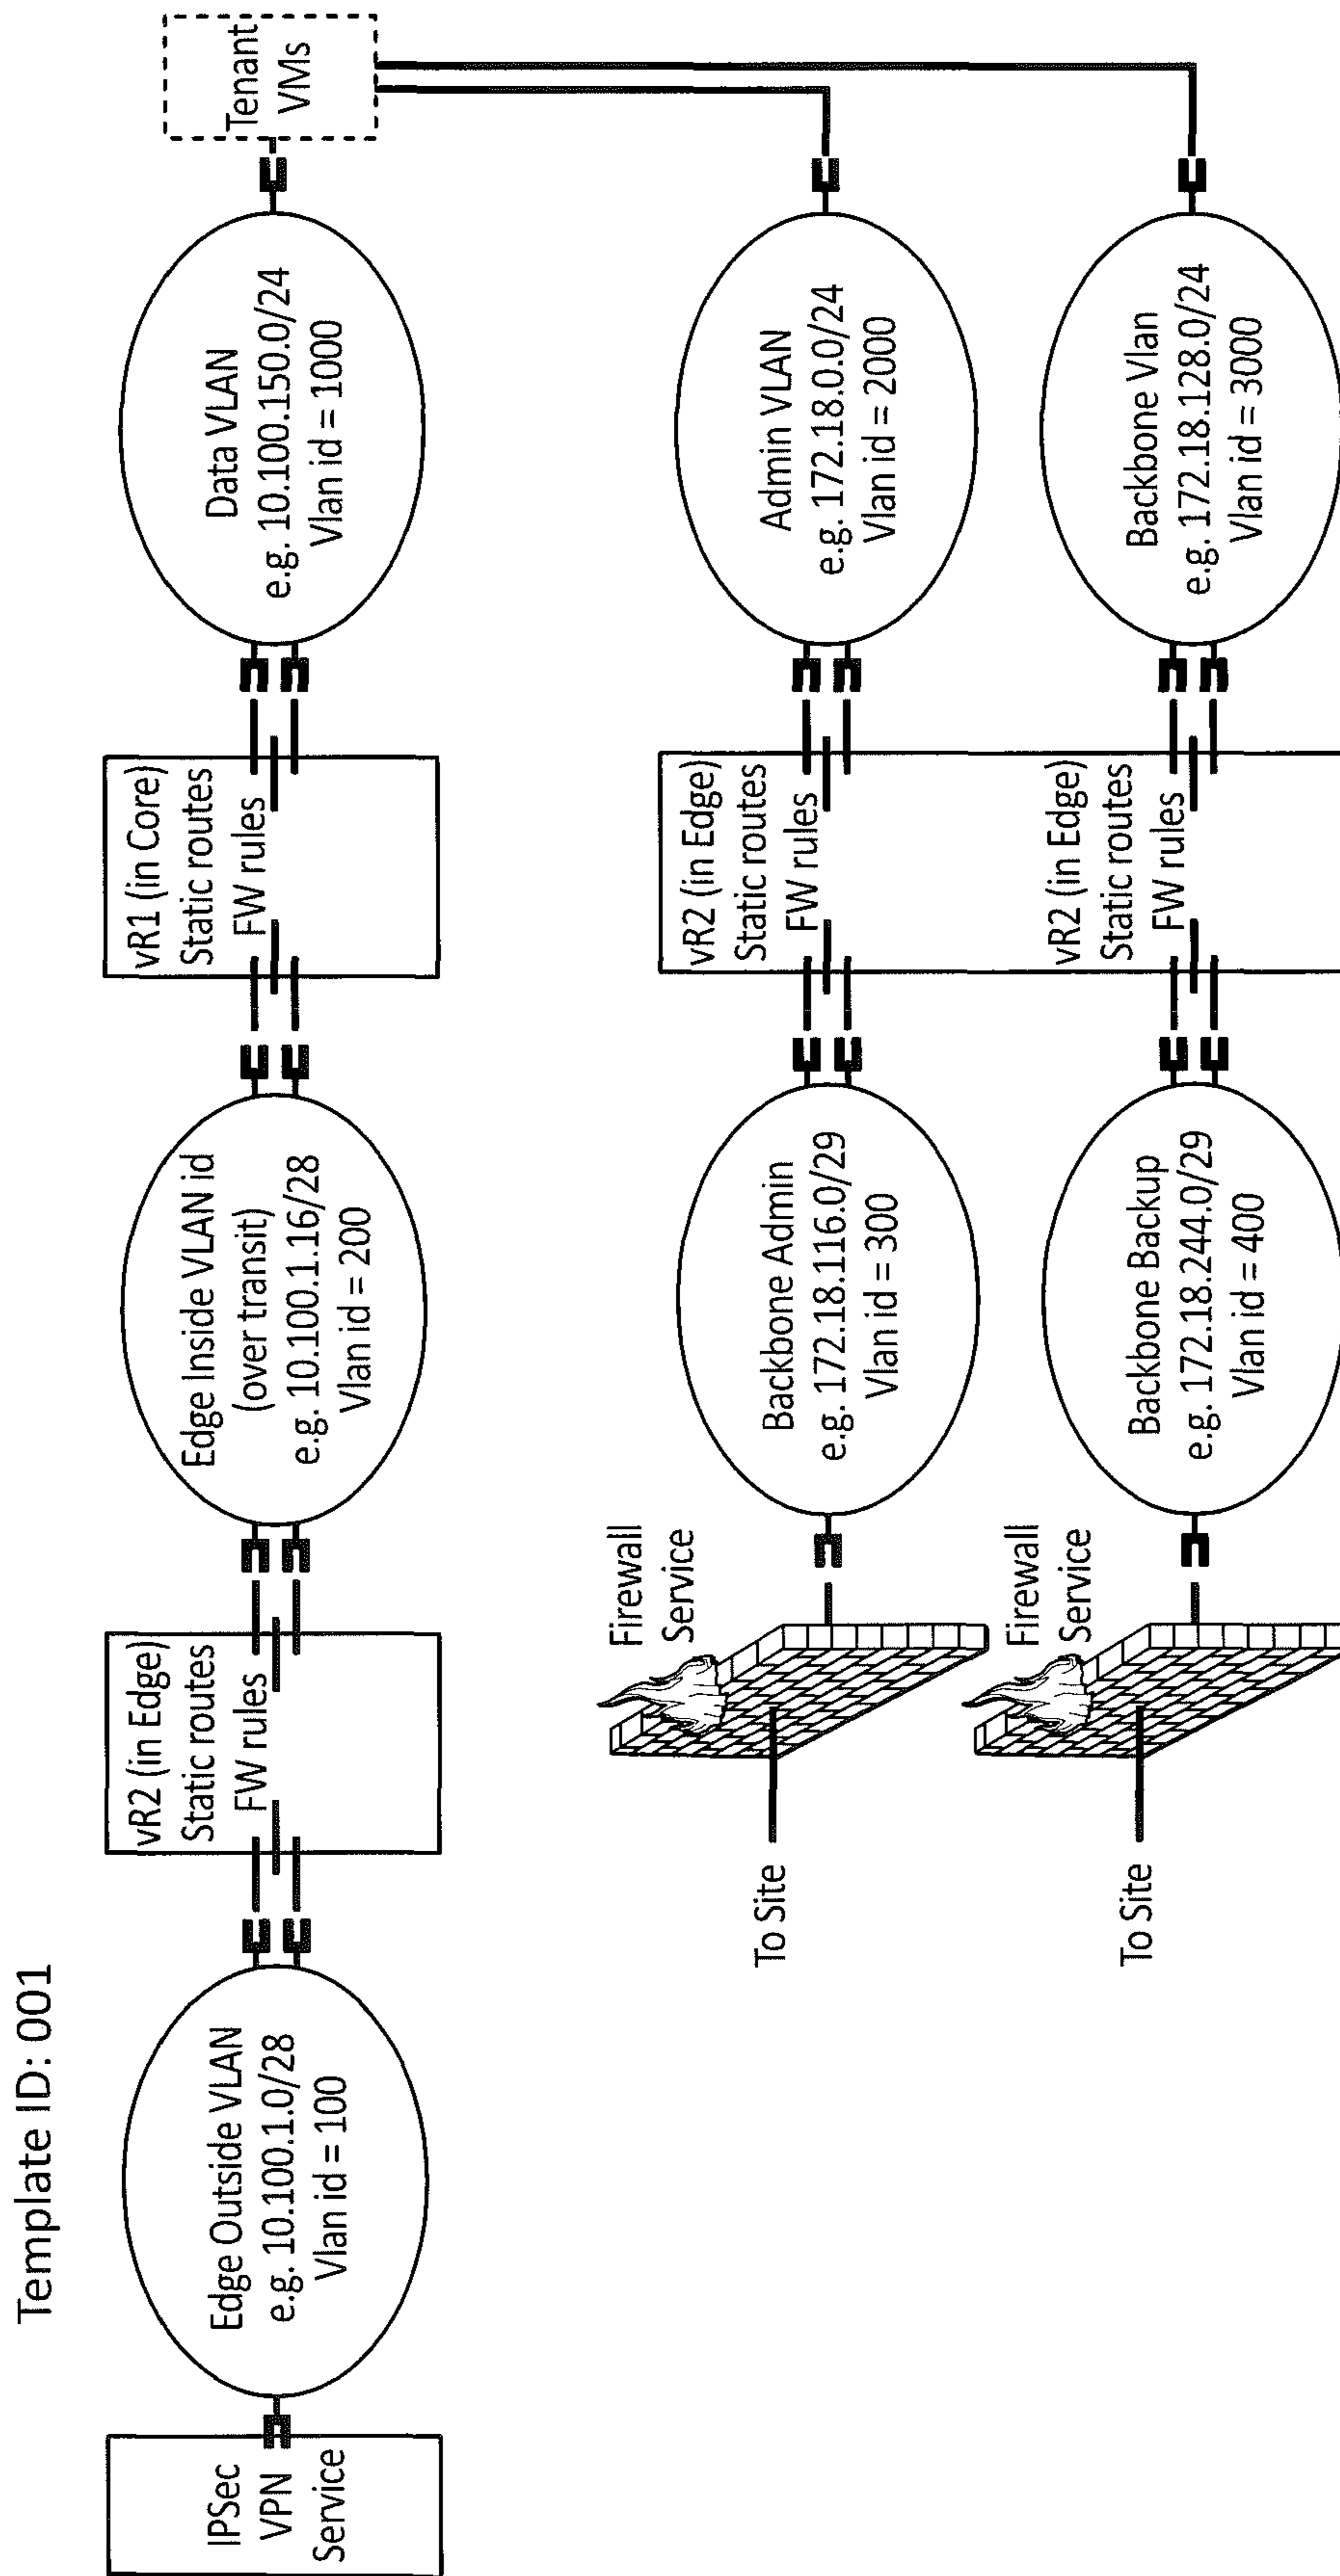 Template ID: 001
IPSec
VPN
Service
Edge Outside VLAN
e.g. 10.100.1.0/28
Vlan id = 100
vR2 (in Edge)
Static routes
FW rules
Edge Inside VLAN id
(over transit)
e.g. 10.100.1.16/28
Vlan id = 200
vR1 (in Core)
Static routes
FW rules
Data VLAN
e.g. 10.100.150.0/24
Vlan id = 1000
Tenant
VMs
To Site
Firewall
Service
Backbone Admin
e.g. 172.18.116.0/29
Vlan id = 300
vR2 (in Edge)
Static routes
FW rules
Admin VLAN
e.g. 172.18.0.0/24
Vlan id = 2000
To Site
Firewall
Service
Backbone Backup
e.g. 172.18.244.0/29
Vlan id = 400
vR2 (in Edge)
Static routes
FW rules
Backbone Vlan
e.g. 172.18.128.0/24
Vlan id = 3000